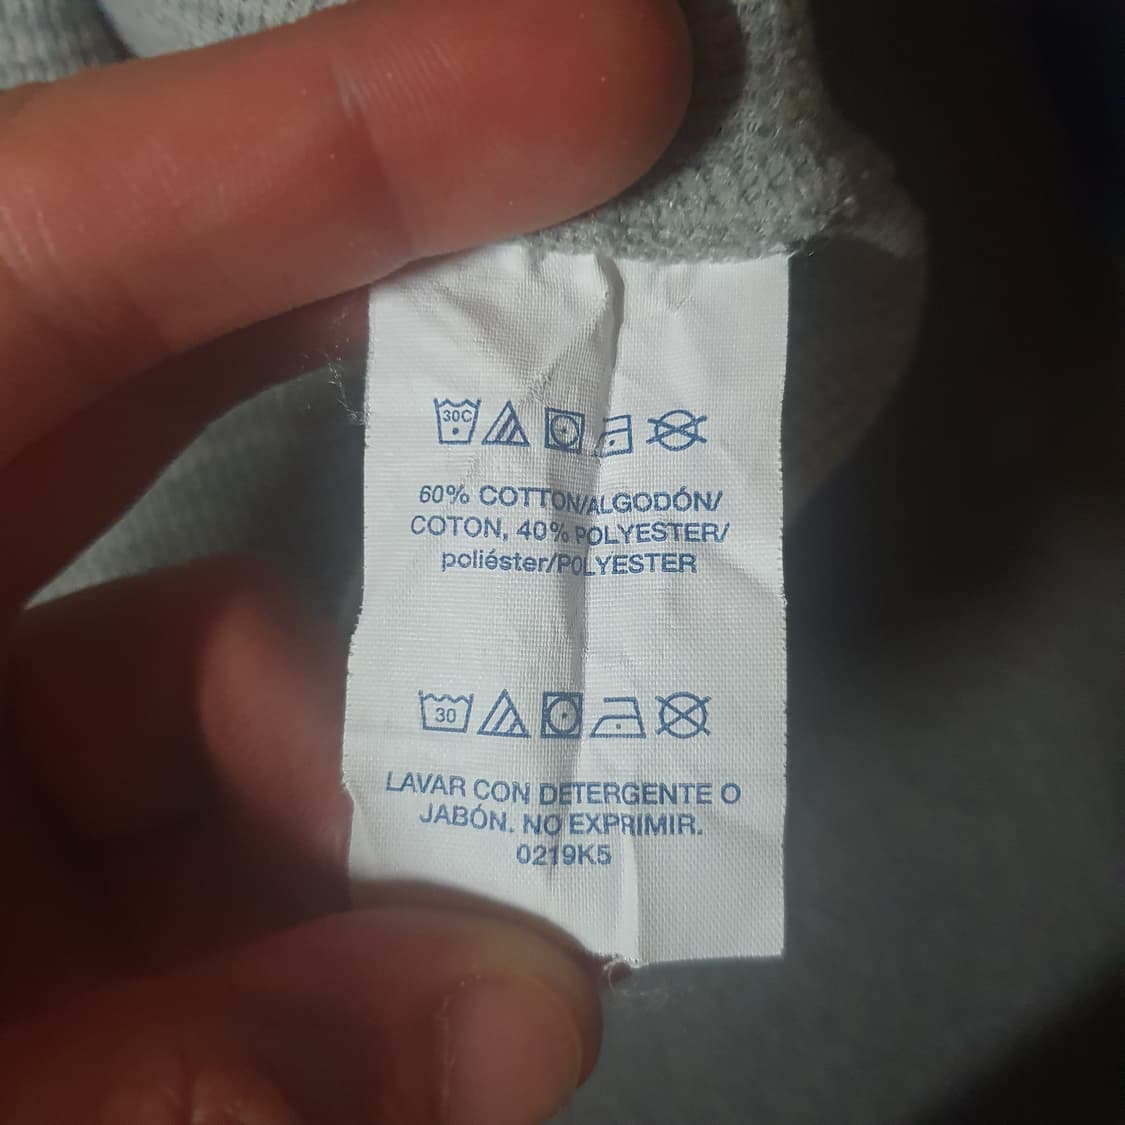 30C
60% COTTON/ALGODÓN/
COTON, 40% POLYESTER/
poliéster/POLYESTER
30
LAVAR CON DETERGENTE O
JABÓN. NO EXPRIMIR.
0219K5